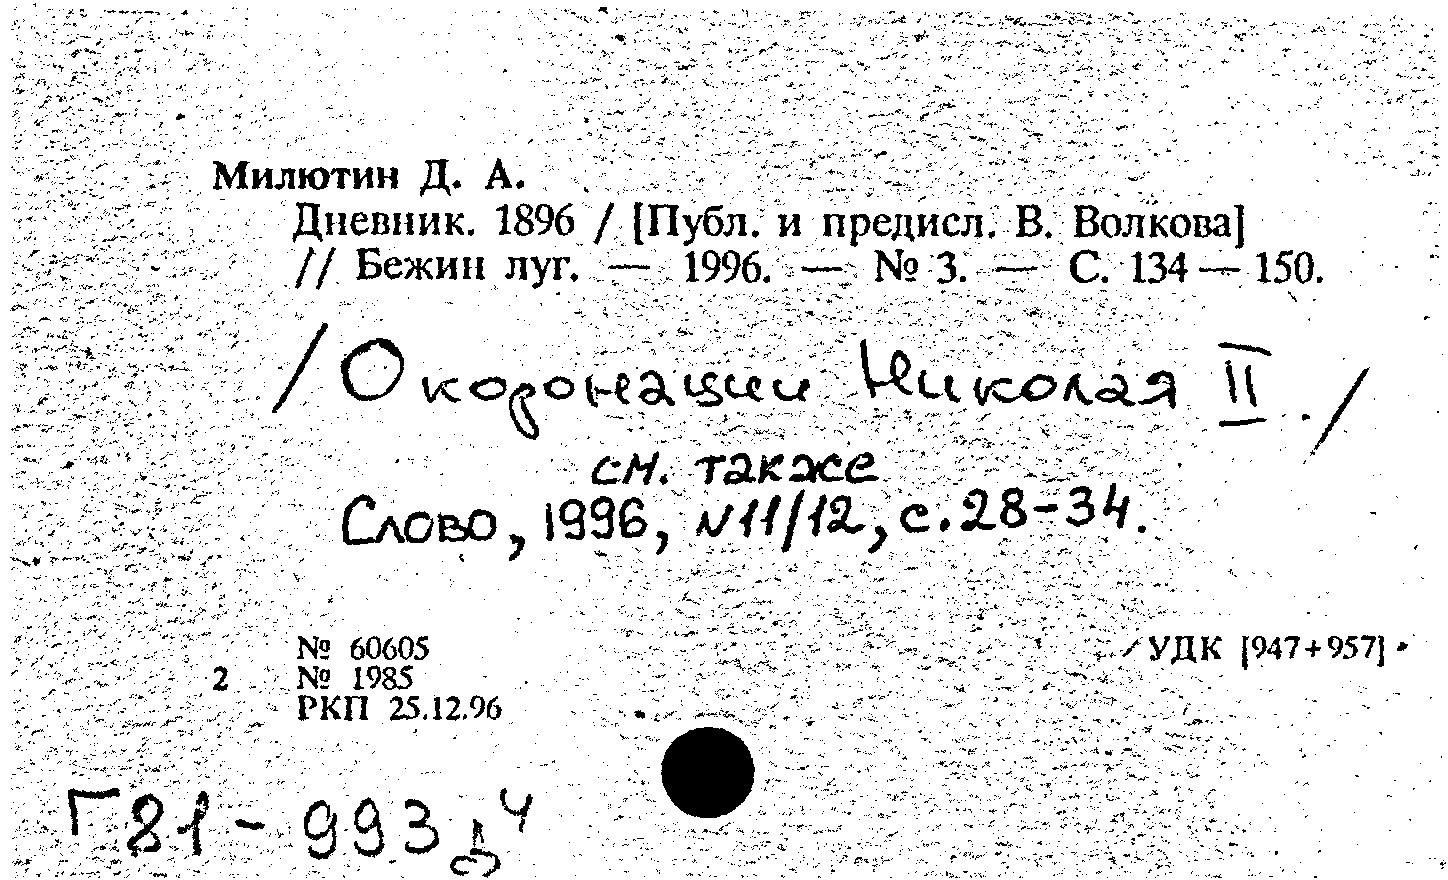 Милютин Д. А.
Дневник. 1896 / [Публ. и предисл. В. Волкова]
// Бежин луг. — 1996. — № 3. — С. 134 — 150.
/ О коронации Николая II . /
см. также
Слово, 1996, N11/12, с.28-34.
№ 60605
УДК [947+957]
2 № 1985
РКП 25.12.96
Г81-993 ч